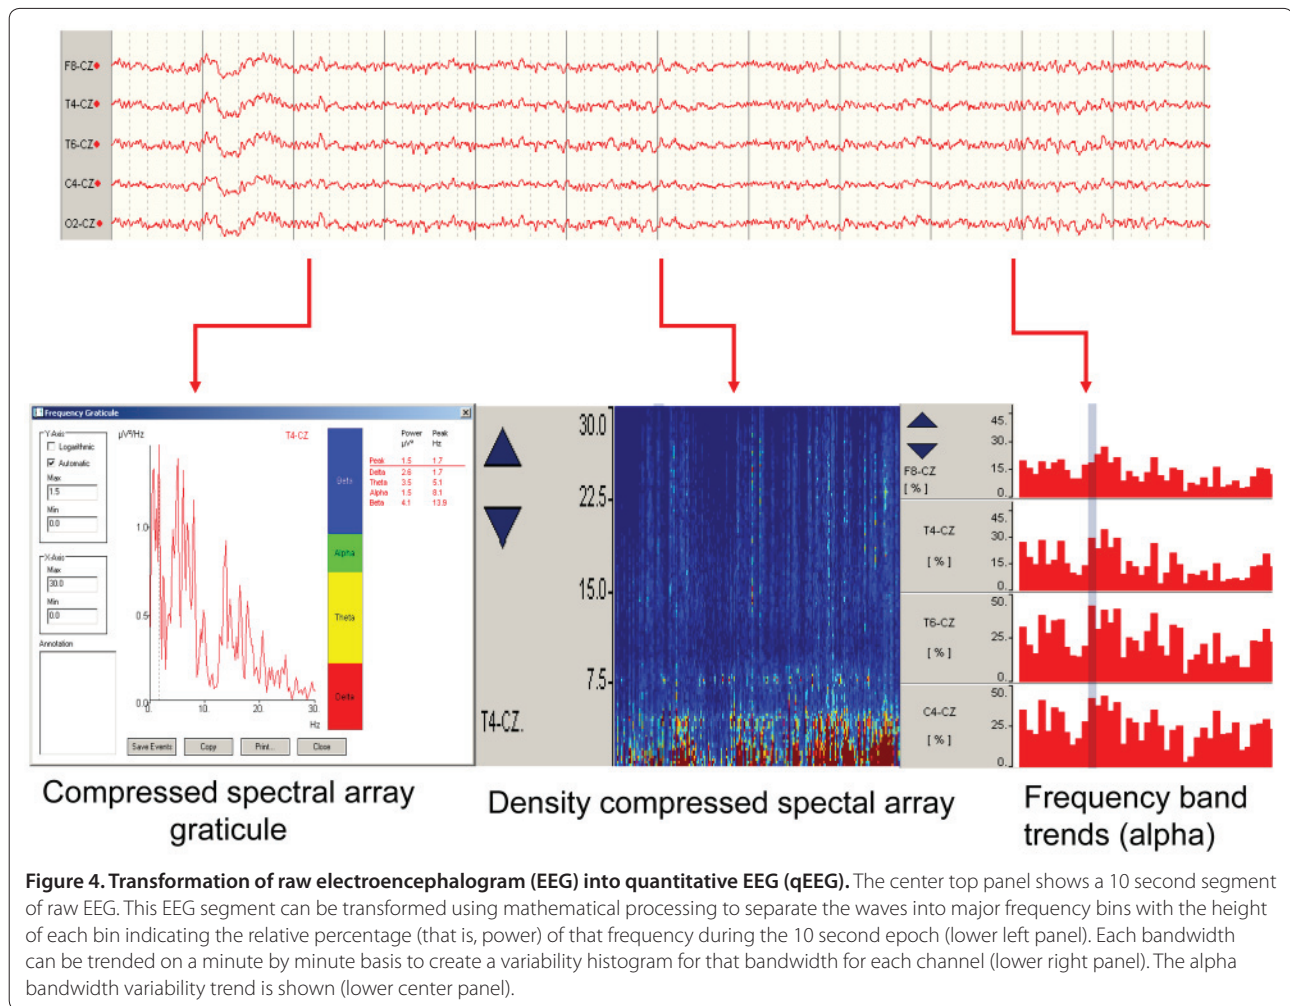 F8-CZ
T4-CZ
T6-CZ
C4-CZ
O2-CZ
Frequency Graticule
Y-Axis
Logarithmic
Automatic
Max
1.5
Min
0.0
X-Axis
Max
30.0
Min
0.0
Annotation
µV²/Hz
T4-CZ
1.0
0.5
0.0
0. 10. 20. 30.
Hz
Beta
Alpha
Theta
Delta
Power Peak
µV² Hz
Peak 1.5 1.7
Delta 2.6 1.7
Theta 3.5 5.1
Alpha 1.5 8.1
Beta 4.1 13.9
Save Events Copy Print... Close
30.0
22.5
15.0
7.5
T4-CZ.
45.
30.
15.
0.
F8-CZ
[ % ]
45.
30.
15.
0.
T4-CZ
[ % ]
50.
25.
0.
T6-CZ
[ % ]
50.
25.
0.
C4-CZ
[ % ]
Compressed spectral array
graticule
Density compressed spectal array
Frequency band
trends (alpha)
Figure 4. Transformation of raw electroencephalogram (EEG) into quantitative EEG (qEEG). The center top panel shows a 10 second segment
of raw EEG. This EEG segment can be transformed using mathematical processing to separate the waves into major frequency bins with the height
of each bin indicating the relative percentage (that is, power) of that frequency during the 10 second epoch (lower left panel). Each bandwidth
can be trended on a minute by minute basis to create a variability histogram for that bandwidth for each channel (lower right panel). The alpha
bandwidth variability trend is shown (lower center panel).